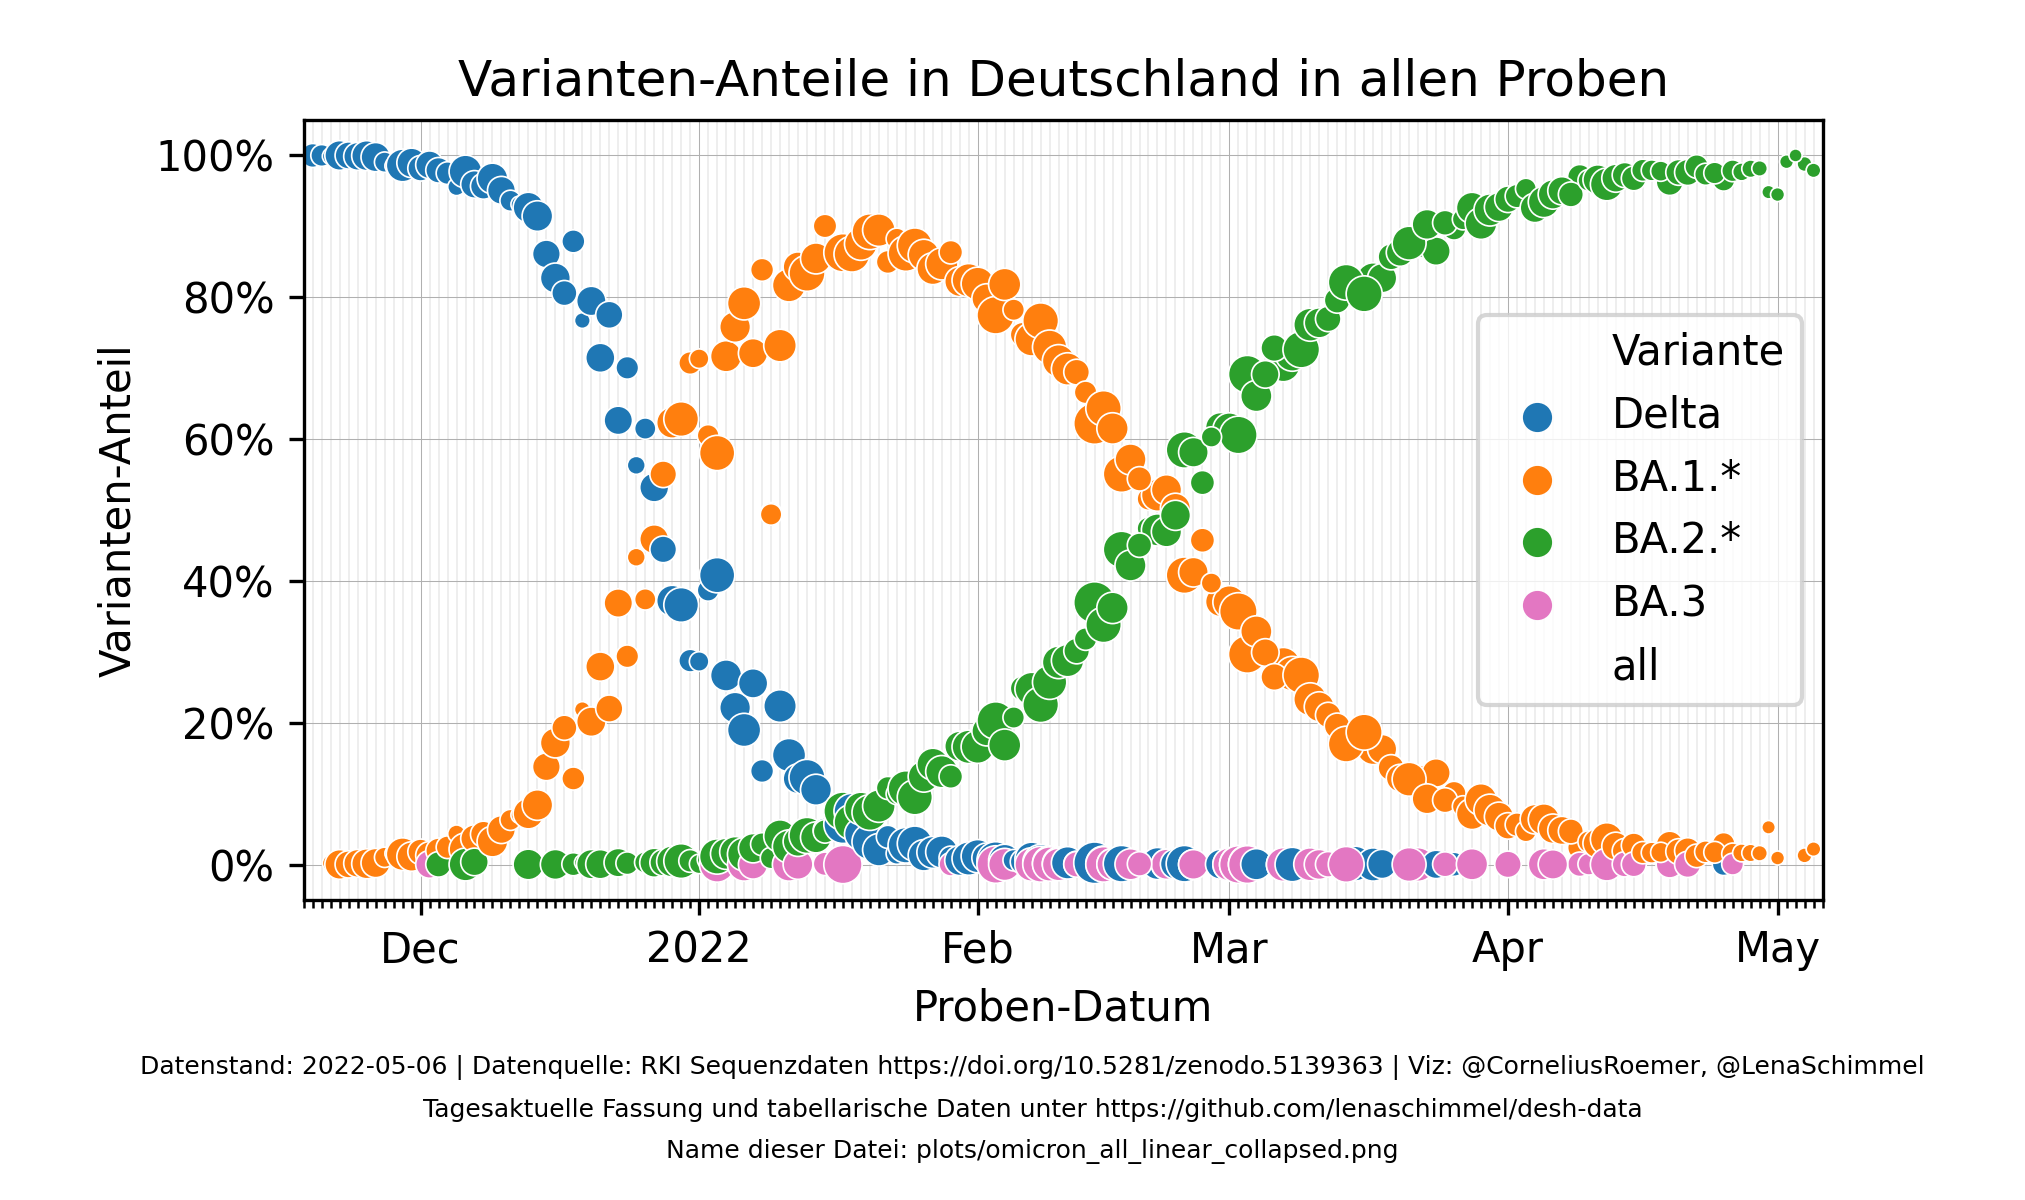 Varianten-Anteile in Deutschland in allen Proben
Varianten-Anteil
100%
80%
60%
40%
20%
0%
Variante
Delta
BA.1.*
BA.2.*
BA.3
all
Dec 2022 Feb Mar Apr May
Proben-Datum
Datenstand: 2022-05-06 | Datenquelle: RKI Sequenzdaten https://doi.org/10.5281/zenodo.5139363 | Viz: @CorneliusRoemer, @LenaSchimmel
Tagesaktuelle Fassung und tabellarische Daten unter https://github.com/lenaschimmel/desh-data
Name dieser Datei: plots/omicron_all_linear_collapsed.png